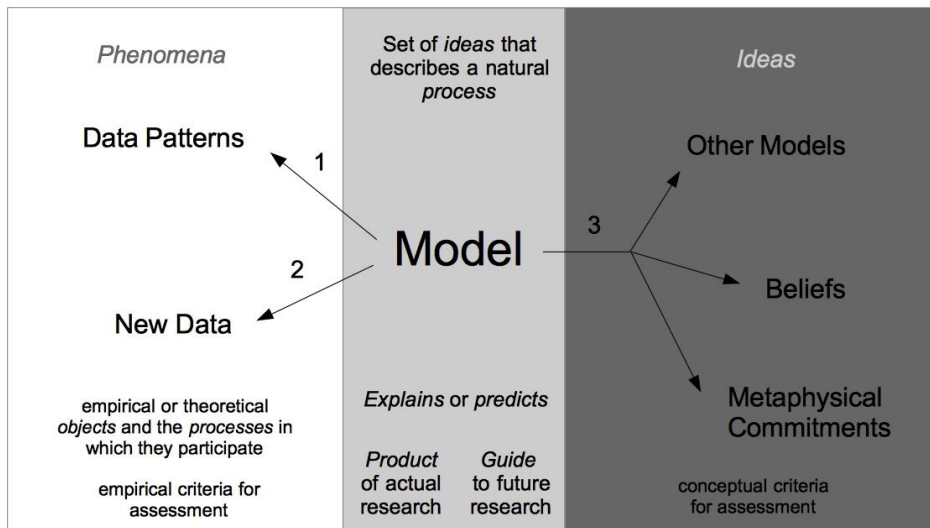 Phenomena
Data Patterns
1
2
New Data
empirical or theoretical
objects and the processes in
which they participate
empirical criteria for
assessment
Set of ideas that
describes a natural
process
Model
Explains or predicts
Product
of actual
research
Guide
to future
research
Ideas
3
Other Models
Beliefs
Metaphysical
Commitments
conceptual criteria
for assessment